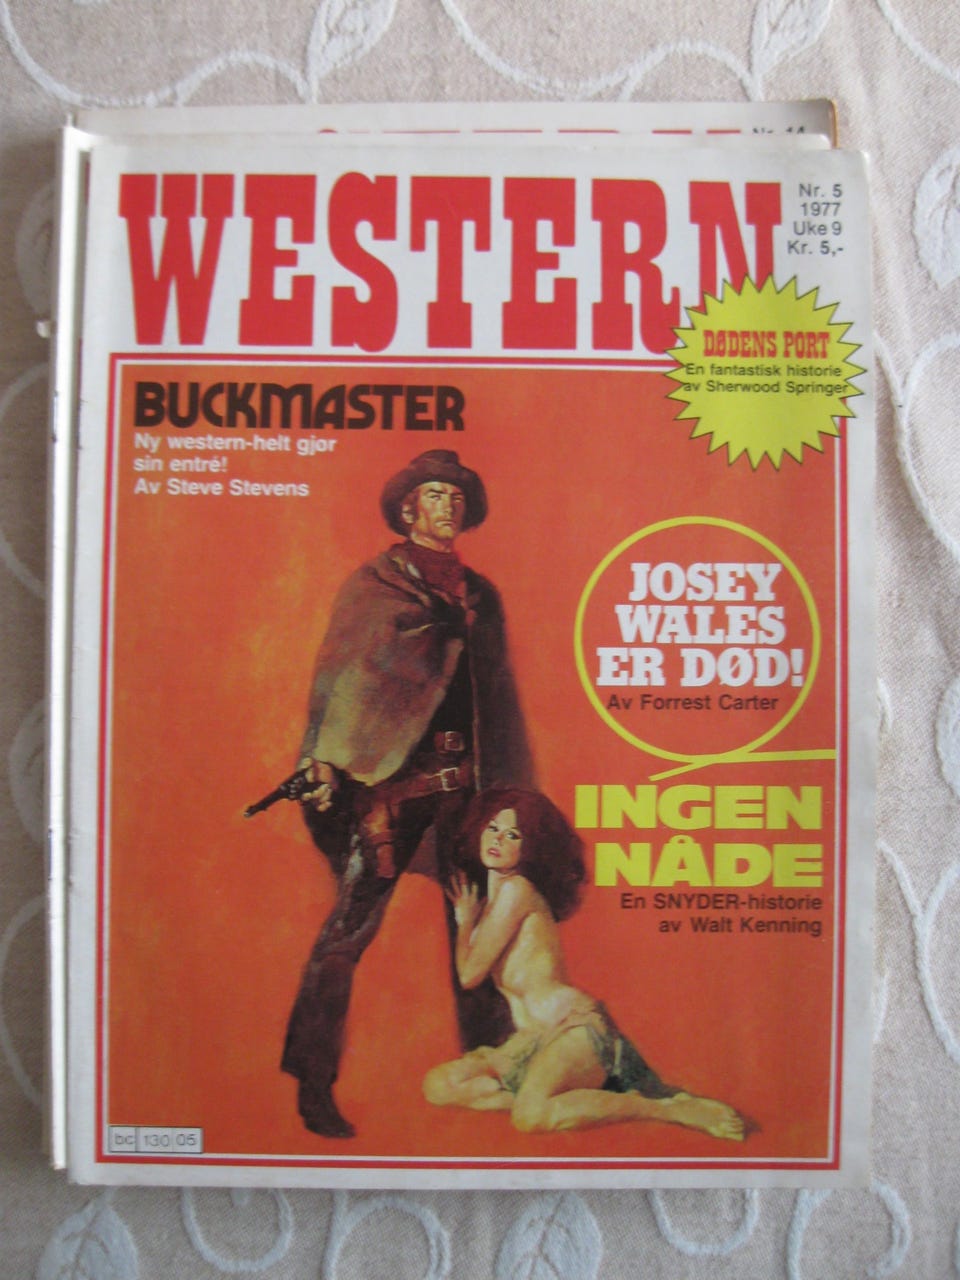 Nr. 14
WESTERN
Nr. 5
1977
Uke 9
Kr. 5,-
DØDENS PORT
En fantastisk historie
av Sherwood Springer
BUCKMASTER
Ny western-helt gjør
sin entré!
Av Steve Stevens
JOSEY
WALES
ER DØD!
Av Forrest Carter
INGEN
NÅDE
En SNYDER-historie
av Walt Kenning
bc 130 05